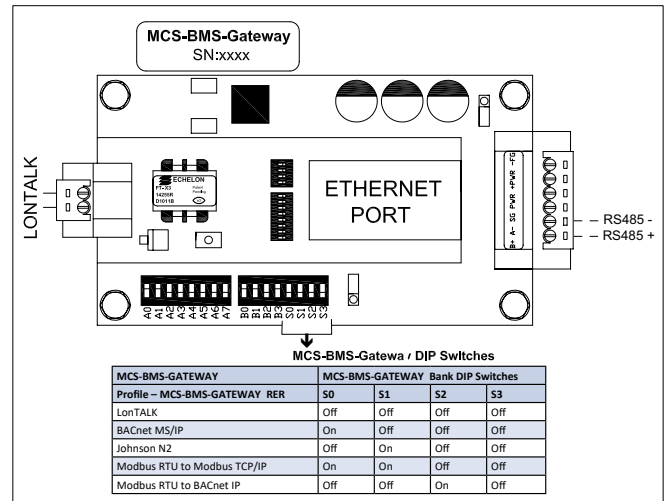 MCS-BMS-Gateway
SN:xxxx
LONTALK
ECHELON
FT-X3
14255R
D1011B
Patent
Pending
ETHERNET
PORT
B+ A- SG PWR +PWR -FG
RS485 -
RS485 +
A0 A1 A2 A3 A4 A5 A6 A7
B0 B1 B2 B3 S0 S1 S2 S3
MCS-BMS-Gatewa / DIP Switches
MCS-BMS-GATEWAY MCS-BMS-GATEWAY Bank DIP Switches
Profile – MCS-BMS-GATEWAY RER S0 S1 S2 S3
LonTALK Off Off Off Off
BACnet MS/IP On Off Off Off
Johnson N2 Off On Off Off
Modbus RTU to Modbus TCP/IP On On Off Off
Modbus RTU to BACnet IP Off Off On Off